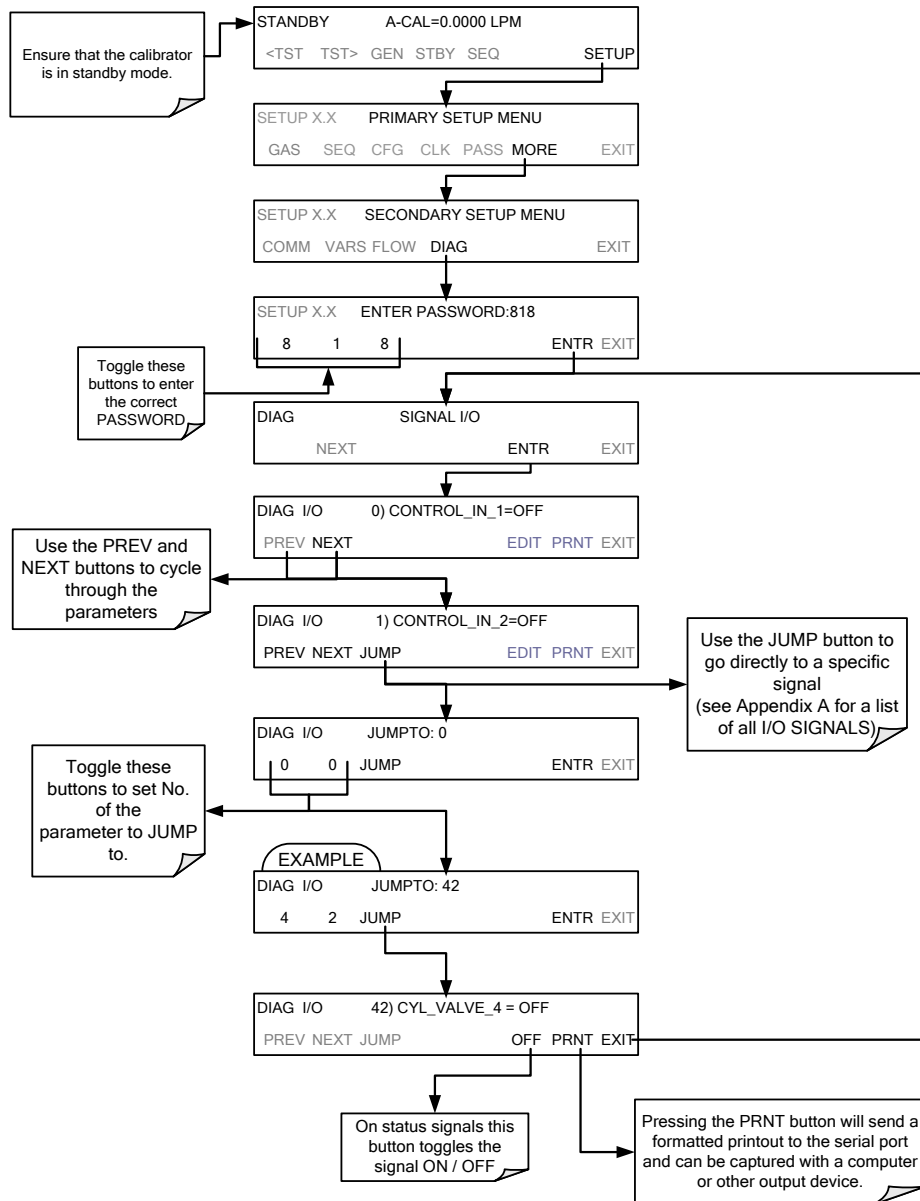 Ensure that the calibrator
is in standby mode.
STANDBY A-CAL=0.0000 LPM
<TST TST> GEN STBY SEQ SETUP
SETUP X.X PRIMARY SETUP MENU
GAS SEQ CFG CLK PASS MORE EXIT
SETUP X.X SECONDARY SETUP MENU
COMM VARS FLOW DIAG EXIT
SETUP X.X ENTER PASSWORD:818
8 1 8 ENTR EXIT
Toggle these
buttons to enter
the correct
PASSWORD
DIAG SIGNAL I/O
NEXT ENTR EXIT
DIAG I/O 0) CONTROL_IN_1=OFF
PREV NEXT EDIT PRNT EXIT
Use the PREV and
NEXT buttons to cycle
through the
parameters
DIAG I/O 1) CONTROL_IN_2=OFF
PREV NEXT JUMP EDIT PRNT EXIT
Use the JUMP button to
go directly to a specific
signal
(see Appendix A for a list
of all I/O SIGNALS)
DIAG I/O JUMPTO: 0
0 0 JUMP ENTR EXIT
Toggle these
buttons to set No.
of the
parameter to JUMP
to.
EXAMPLE
DIAG I/O JUMPTO: 42
4 2 JUMP ENTR EXIT
DIAG I/O 42) CYL_VALVE_4 = OFF
PREV NEXT JUMP OFF PRNT EXIT
On status signals this
button toggles the
signal ON / OFF
Pressing the PRNT button will send a
formatted printout to the serial port
and can be captured with a computer
or other output device.